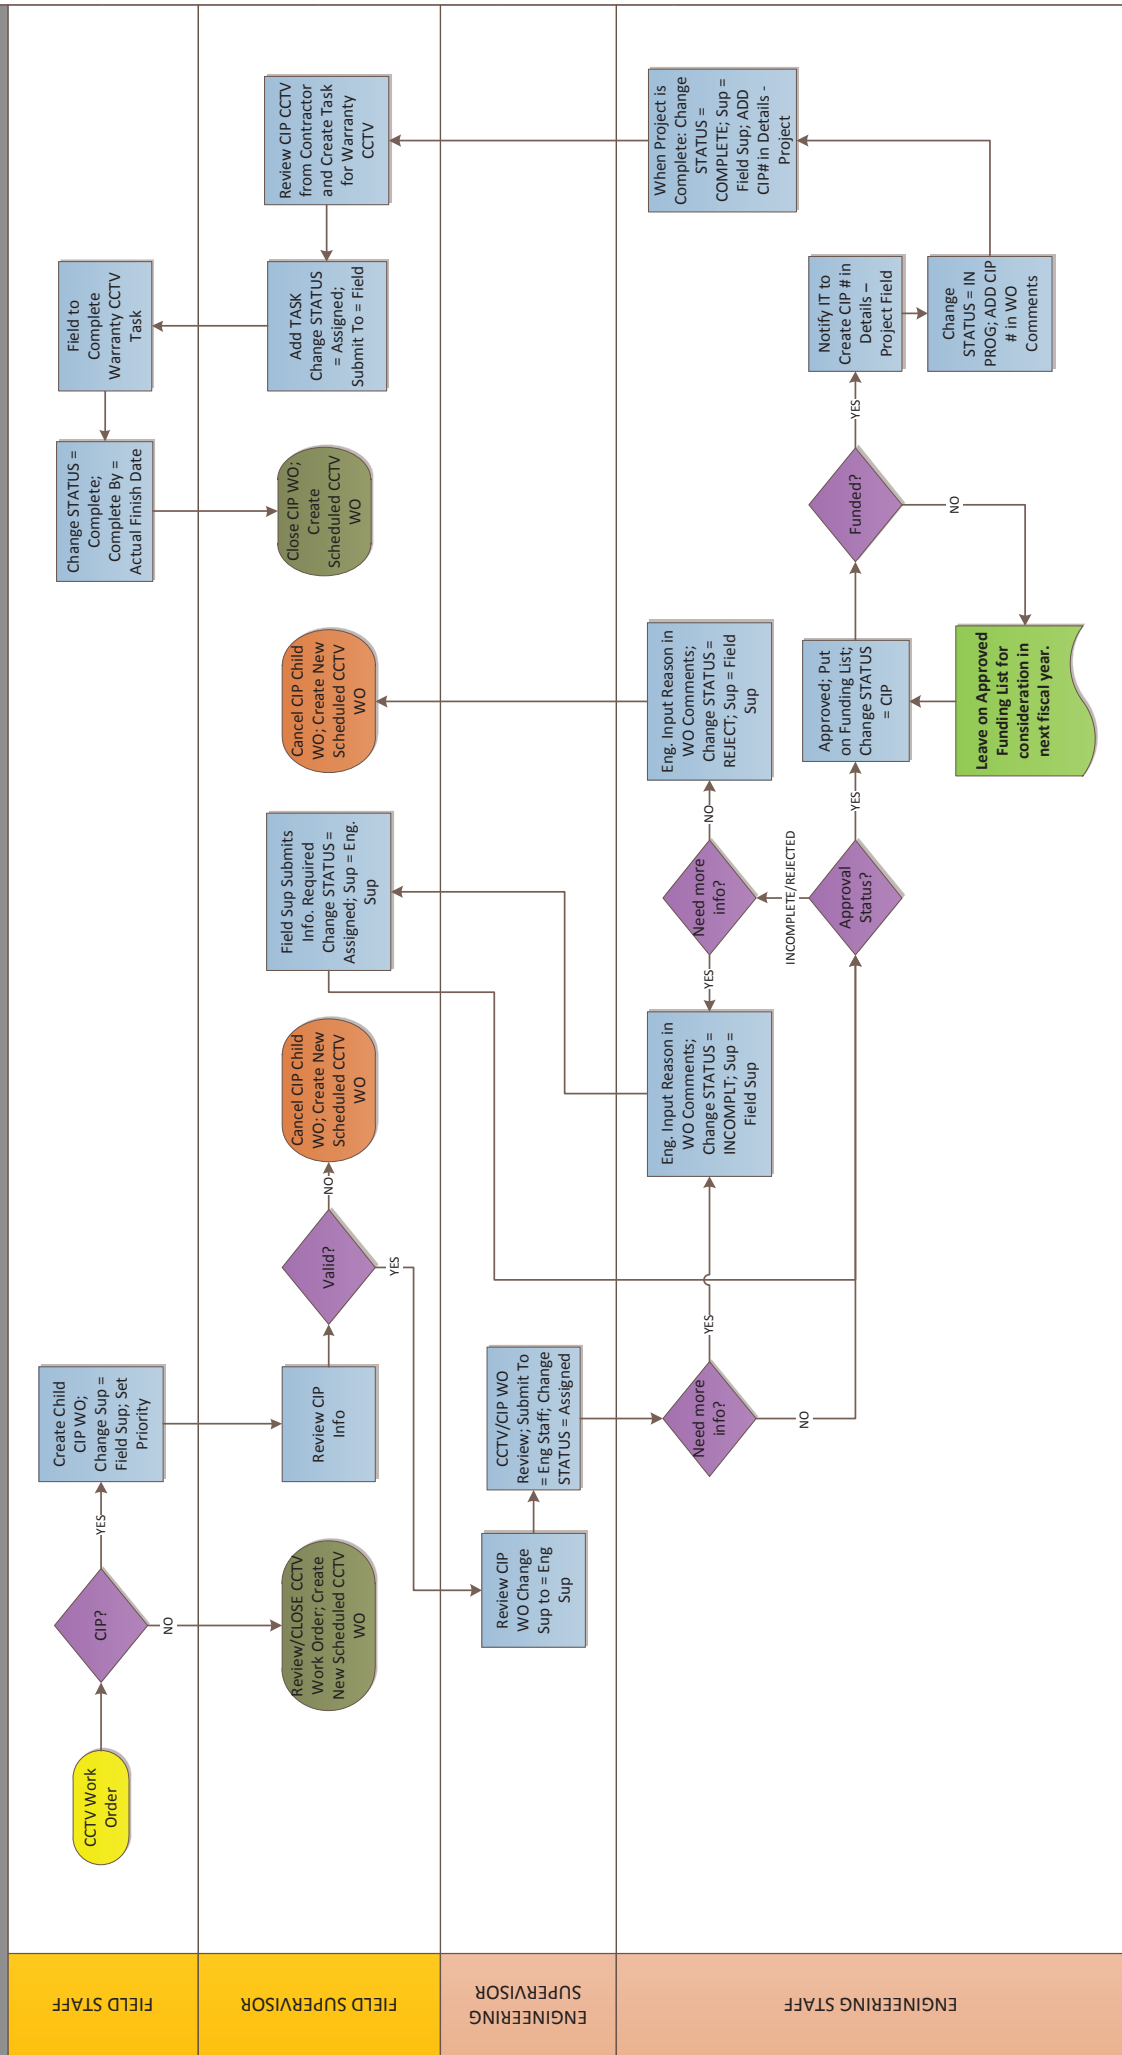 FIELD STAFF
CCTV Work
Order
CIP?
YES
NO
Create Child
CIP WO;
Change Sup =
Field Sup; Set
Priority
Change STATUS =
Complete;
Complete By =
Actual Finish Date
Field to
Complete
Warranty CCTV
Task
FIELD SUPERVISOR
Review/CLOSE CCTV
Work Order; Create
New Scheduled CCTV
WO
Review CIP
Info
Valid?
NO
YES
Cancel CIP Child
WO; Create New
Scheduled CCTV
WO
Field Sup Submits
Info. Required
Change STATUS =
Assigned; Sup = Eng.
Sup
Cancel CIP Child
WO; Create New
Scheduled CCTV
WO
Close CIP WO;
Create
Scheduled CCTV
WO
Add TASK
Change STATUS
= Assigned;
Submit To = Field
Review CIP CCTV
from Contractor
and Create Task
for Warranty
CCTV
ENGINEERING
SUPERVISOR
Review CIP
WO Change
Sup to = Eng
Sup
CCTV/CIP WO
Review; Submit To
= Eng Staff; Change
STATUS = Assigned
ENGINEERING STAFF
Need more
info?
YES
NO
Eng. Input Reason in
WO Comments;
Change STATUS =
INCOMPLT; Sup =
Field Sup
YES
Need more
info?
NO
Eng. Input Reason in
WO Comments;
Change STATUS =
REJECT; Sup = Field
Sup
INCOMPLETE/REJECTED
Approval
Status?
YES
Approved; Put
on Funding List;
Change STATUS
= CIP
Funded?
YES
NO
Leave on Approved
Funding List for
consideration in
next fiscal year.
Notify IT to
Create CIP # in
Details –
Project Field
Change
STATUS = IN
PROG; ADD CIP
# in WO
Comments
When Project is
Complete: Change
STATUS =
COMPLETE; Sup =
Field Sup; ADD
CIP# in Details -
Project